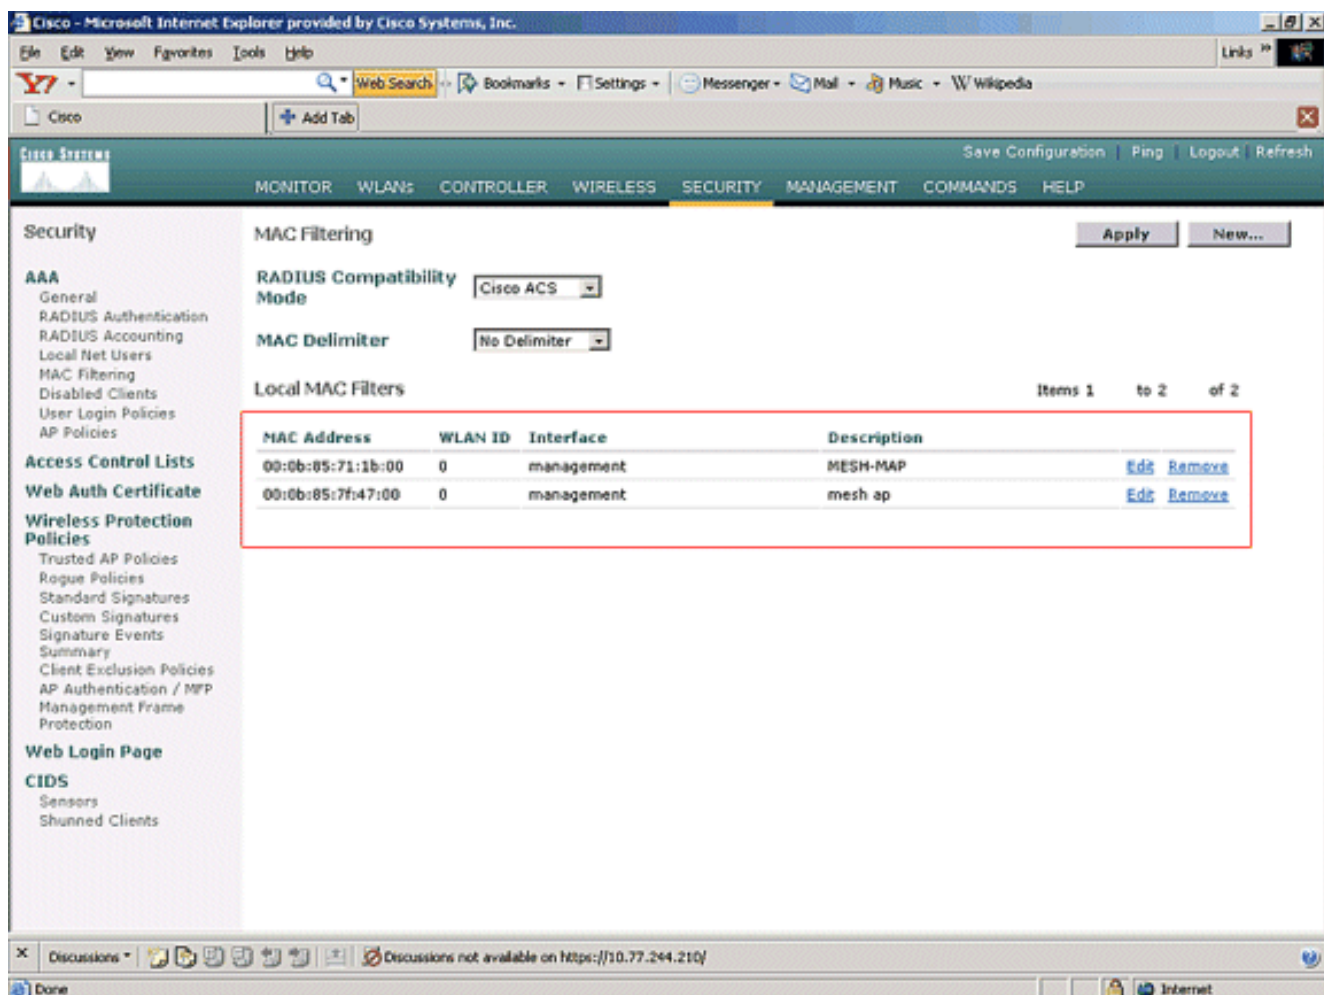 Cisco - Microsoft Internet Explorer provided by Cisco Systems, Inc.
File Edit View Favorites Tools Help Links »
Y7 Web Search Bookmarks Settings Messenger Mail Music W Wikipedia
Cisco Add Tab
Cisco Systems
Save Configuration | Ping | Logout | Refresh
MONITOR WLANs CONTROLLER WIRELESS SECURITY MANAGEMENT COMMANDS HELP
Security
AAA
General
RADIUS Authentication
RADIUS Accounting
Local Net Users
MAC Filtering
Disabled Clients
User Login Policies
AP Policies
Access Control Lists
Web Auth Certificate
Wireless Protection
Policies
Trusted AP Policies
Rogue Policies
Standard Signatures
Custom Signatures
Signature Events
Summary
Client Exclusion Policies
AP Authentication / MFP
Management Frame
Protection
Web Login Page
CIDS
Sensors
Shunned Clients
MAC Filtering Apply New...
RADIUS Compatibility
Mode
Cisco ACS
MAC Delimiter No Delimiter
Local MAC Filters Items 1 to 2 of 2
MAC Address WLAN ID Interface Description
00:0b:85:71:1b:00 0 management MESH-MAP Edit Remove
00:0b:85:7f:47:00 0 management mesh ap Edit Remove
Discussions Discussions not available on https://10.77.244.210/
Done Internet